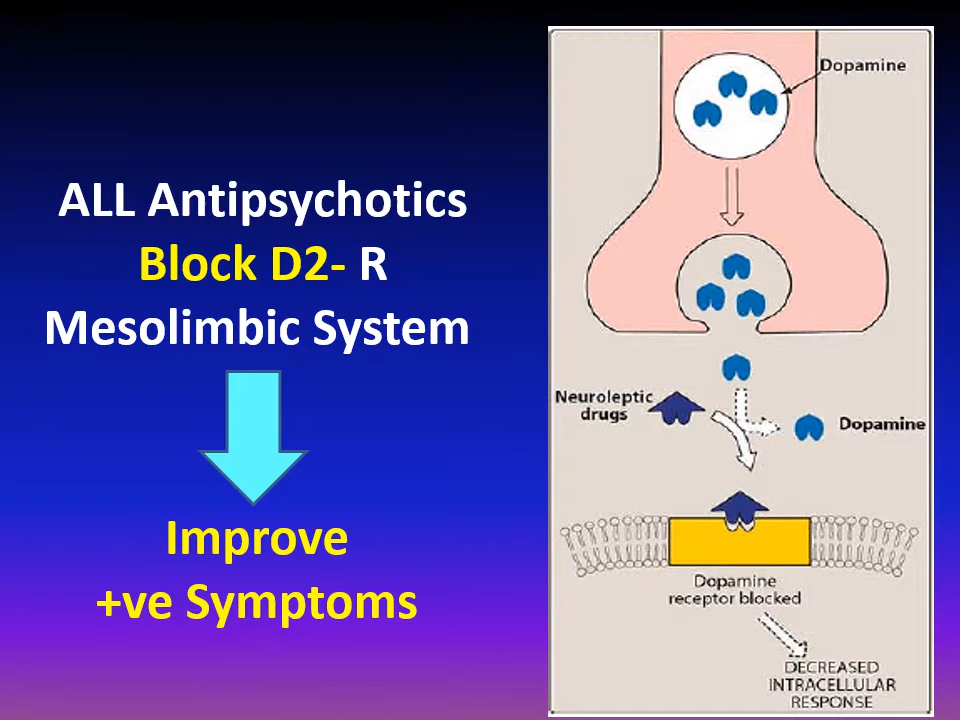 ALL Antipsychotics
Block D2- R
Mesolimbic System
Improve
+ve Symptoms
Dopamine
Neuroleptic
drugs
Dopamine
Dopamine
receptor blocked
DECREASED
INTRACELLULAR
RESPONSE